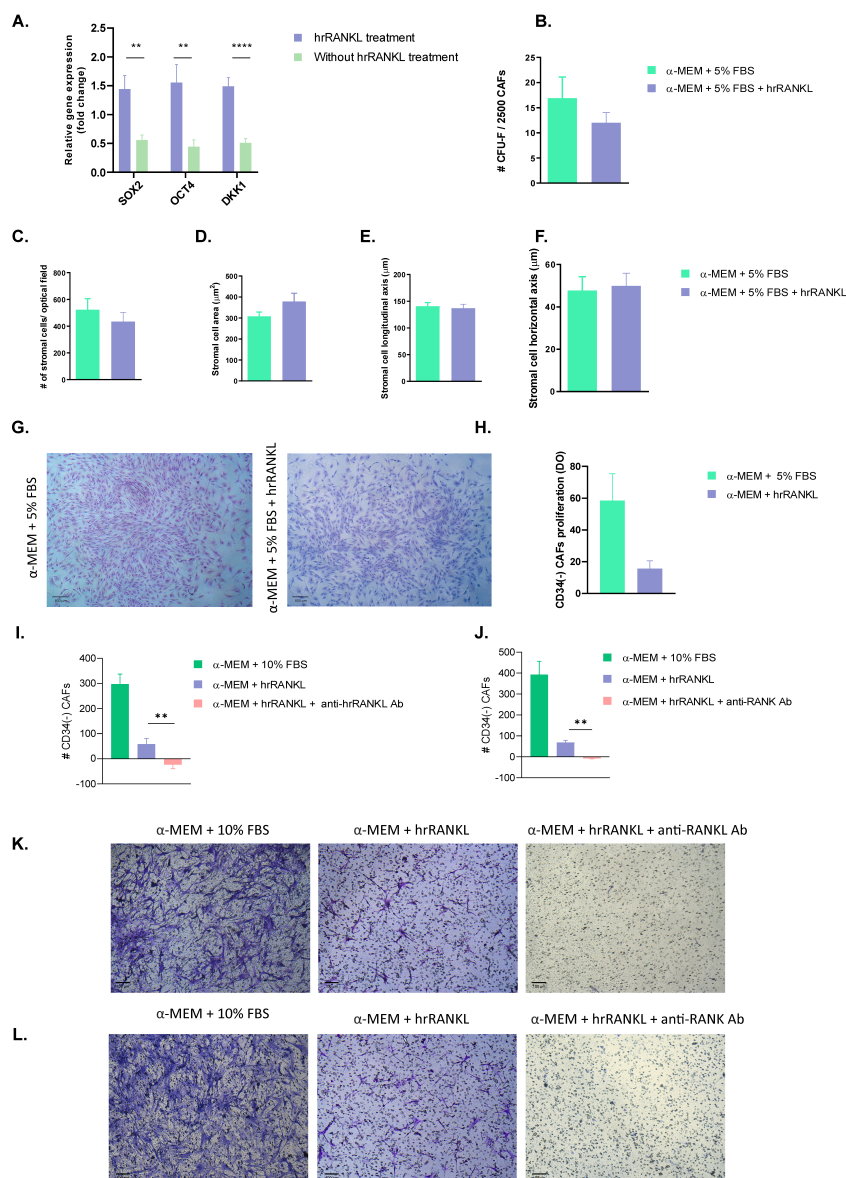 A.
Relative gene expression
(fold change)
2.5
2.0
1.5
1.0
0.5
0.0
**
**
****
SOX2
OCT4
DKK1
hrRANKL treatment
Without hrRANKL treatment
B.
# CFU-F / 2500 CAFs
25
20
15
10
5
0
α-MEM + 5% FBS
α-MEM + 5% FBS + hrRANKL
C.
# of stromal cells/ optical field
800
600
400
200
0
D.
Stromal cell area (μm²)
500
400
300
200
100
0
E.
Stromal cell longitudinal axis (μm)
200
150
100
50
0
F.
Stromal cell horizontal axis (μm)
60
40
20
0
α-MEM + 5% FBS
α-MEM + 5% FBS + hrRANKL
G.
α-MEM + 5% FBS
α-MEM + 5% FBS + hrRANKL
H.
CD34(-) CAFs proliferation (DO)
80
60
40
20
0
α-MEM + 5% FBS
α-MEM + hrRANKL
I.
# CD34(-) CAFs
400
300
200
100
0
-100
**
α-MEM + 10% FBS
α-MEM + hrRANKL
α-MEM + hrRANKL + anti-hrRANKL Ab
J.
# CD34(-) CAFs
500
400
300
200
100
0
-100
**
α-MEM + 10% FBS
α-MEM + hrRANKL
α-MEM + hrRANKL + anti-RANK Ab
K.
α-MEM + 10% FBS
α-MEM + hrRANKL
α-MEM + hrRANKL + anti-RANKL Ab
L.
α-MEM + 10% FBS
α-MEM + hrRANKL
α-MEM + hrRANKL + anti-RANK Ab